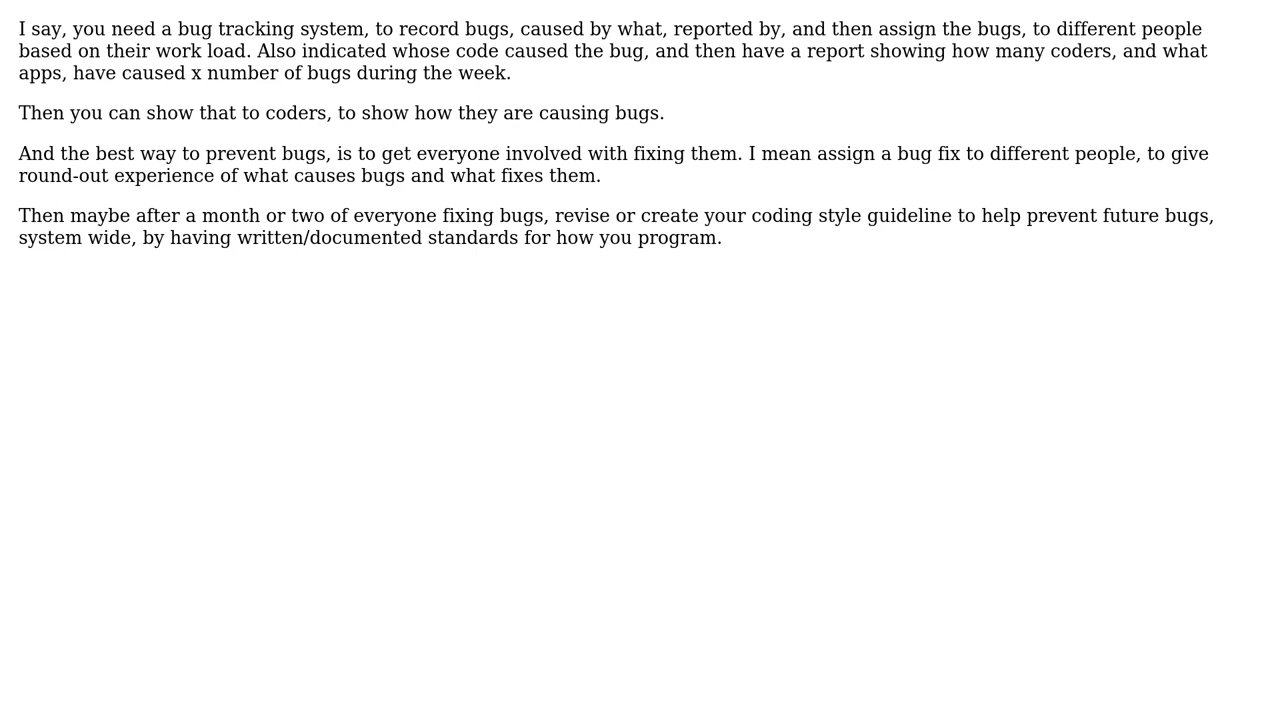 I say, you need a bug tracking system, to record bugs, caused by what, reported by, and then assign the bugs, to different people
based on their work load. Also indicated whose code caused the bug, and then have a report showing how many coders, and what
apps, have caused x number of bugs during the week.
Then you can show that to coders, to show how they are causing bugs.
And the best way to prevent bugs, is to get everyone involved with fixing them. I mean assign a bug fix to different people, to give
round-out experience of what causes bugs and what fixes them.
Then maybe after a month or two of everyone fixing bugs, revise or create your coding style guideline to help prevent future bugs,
system wide, by having written/documented standards for how you program.